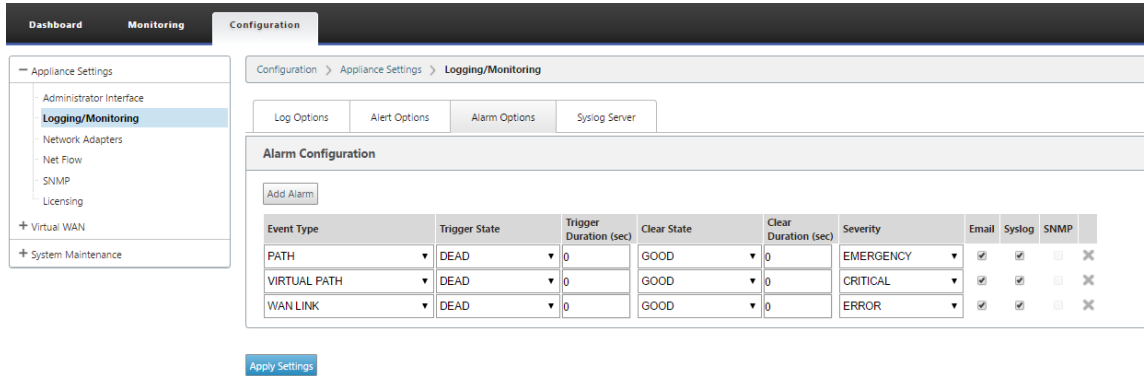 Dashboard Monitoring Configuration
Appliance Settings
Administrator Interface
Logging/Monitoring
Network Adapters
Net Flow
SNMP
Licensing
Virtual WAN
System Maintenance
Configuration > Appliance Settings > Logging/Monitoring
Log Options Alert Options Alarm Options Syslog Server
Alarm Configuration
Add Alarm
Event Type Trigger State Trigger Duration (sec) Clear State Clear Duration (sec) Severity Email Syslog SNMP
PATH DEAD 0 GOOD 0 EMERGENCY
VIRTUAL PATH DEAD 0 GOOD 0 CRITICAL
WAN LINK DEAD 0 GOOD 0 ERROR
Apply Settings